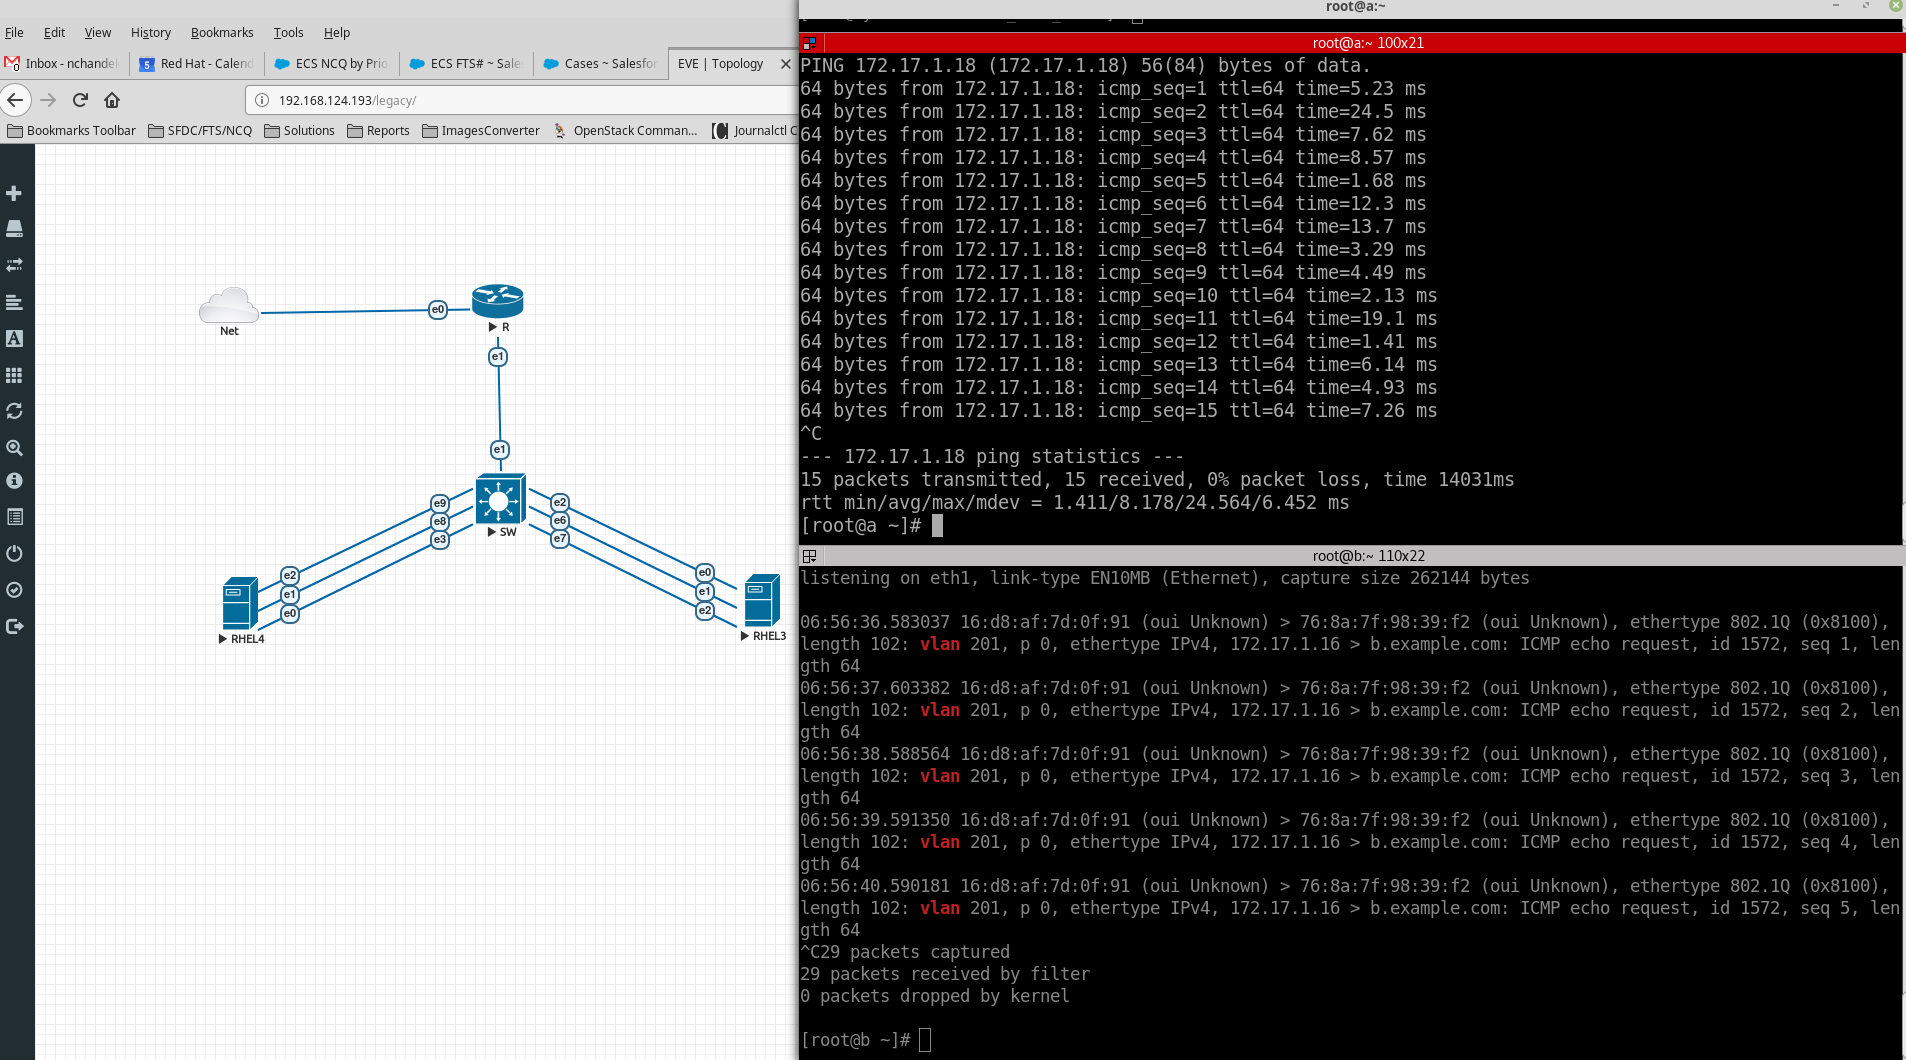 File Edit View History Bookmarks Tools Help
Inbox - nchandel
Red Hat - Calend
ECS NCQ by Prio
ECS FTS# ~ Sale
Cases ~ Salesfor
EVE | Topology
192.168.124.193/legacy/
Bookmarks Toolbar SFDC/FTS/NCQ Solutions Reports ImagesConverter OpenStack Comman... Journalctl C
Net
e0
R
e1
e1
SW
e9
e8
e3
e2
e6
e7
e2
e1
e0
RHEL4
e0
e1
e2
RHEL3
root@a:~
root@a:~ 100x21
PING 172.17.1.18 (172.17.1.18) 56(84) bytes of data.
64 bytes from 172.17.1.18: icmp_seq=1 ttl=64 time=5.23 ms
64 bytes from 172.17.1.18: icmp_seq=2 ttl=64 time=24.5 ms
64 bytes from 172.17.1.18: icmp_seq=3 ttl=64 time=7.62 ms
64 bytes from 172.17.1.18: icmp_seq=4 ttl=64 time=8.57 ms
64 bytes from 172.17.1.18: icmp_seq=5 ttl=64 time=1.68 ms
64 bytes from 172.17.1.18: icmp_seq=6 ttl=64 time=12.3 ms
64 bytes from 172.17.1.18: icmp_seq=7 ttl=64 time=13.7 ms
64 bytes from 172.17.1.18: icmp_seq=8 ttl=64 time=3.29 ms
64 bytes from 172.17.1.18: icmp_seq=9 ttl=64 time=4.49 ms
64 bytes from 172.17.1.18: icmp_seq=10 ttl=64 time=2.13 ms
64 bytes from 172.17.1.18: icmp_seq=11 ttl=64 time=19.1 ms
64 bytes from 172.17.1.18: icmp_seq=12 ttl=64 time=1.41 ms
64 bytes from 172.17.1.18: icmp_seq=13 ttl=64 time=6.14 ms
64 bytes from 172.17.1.18: icmp_seq=14 ttl=64 time=4.93 ms
64 bytes from 172.17.1.18: icmp_seq=15 ttl=64 time=7.26 ms
^C
--- 172.17.1.18 ping statistics ---
15 packets transmitted, 15 received, 0% packet loss, time 14031ms
rtt min/avg/max/mdev = 1.411/8.178/24.564/6.452 ms
[root@a ~]#
root@b:~ 110x22
listening on eth1, link-type EN10MB (Ethernet), capture size 262144 bytes
06:56:36.583037 16:d8:af:7d:0f:91 (oui Unknown) > 76:8a:7f:98:39:f2 (oui Unknown), ethertype 802.1Q (0x8100),
length 102: vlan 201, p 0, ethertype IPv4, 172.17.1.16 > b.example.com: ICMP echo request, id 1572, seq 1, len
gth 64
06:56:37.603382 16:d8:af:7d:0f:91 (oui Unknown) > 76:8a:7f:98:39:f2 (oui Unknown), ethertype 802.1Q (0x8100),
length 102: vlan 201, p 0, ethertype IPv4, 172.17.1.16 > b.example.com: ICMP echo request, id 1572, seq 2, len
gth 64
06:56:38.588564 16:d8:af:7d:0f:91 (oui Unknown) > 76:8a:7f:98:39:f2 (oui Unknown), ethertype 802.1Q (0x8100),
length 102: vlan 201, p 0, ethertype IPv4, 172.17.1.16 > b.example.com: ICMP echo request, id 1572, seq 3, len
gth 64
06:56:39.591350 16:d8:af:7d:0f:91 (oui Unknown) > 76:8a:7f:98:39:f2 (oui Unknown), ethertype 802.1Q (0x8100),
length 102: vlan 201, p 0, ethertype IPv4, 172.17.1.16 > b.example.com: ICMP echo request, id 1572, seq 4, len
gth 64
06:56:40.590181 16:d8:af:7d:0f:91 (oui Unknown) > 76:8a:7f:98:39:f2 (oui Unknown), ethertype 802.1Q (0x8100),
length 102: vlan 201, p 0, ethertype IPv4, 172.17.1.16 > b.example.com: ICMP echo request, id 1572, seq 5, len
gth 64
^C29 packets captured
29 packets received by filter
0 packets dropped by kernel
[root@b ~]#